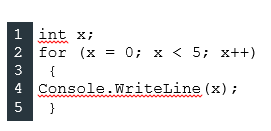 1 int x;
2 for (x = 0; x < 5; x++)
3 {
4 Console.WriteLine(x);
5 }